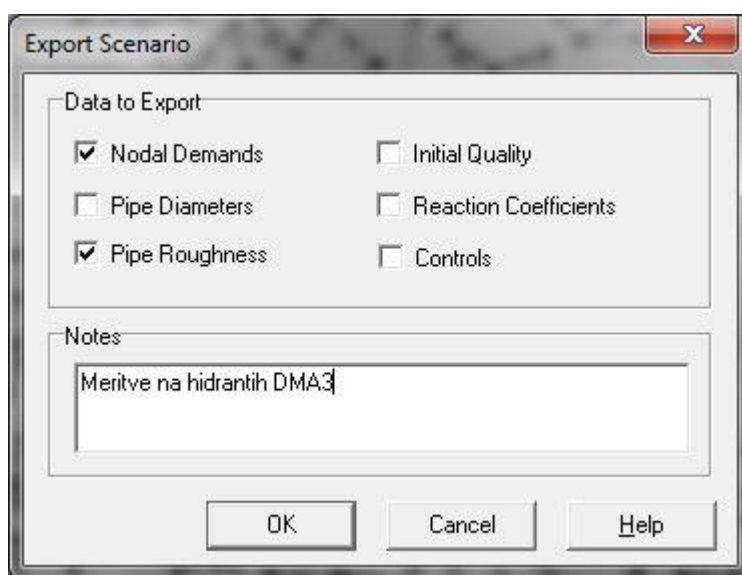 Export Scenario
Data to Export
Nodal Demands
Initial Quality
Pipe Diameters
Reaction Coefficients
Pipe Roughness
Controls
Notes
Meritve na hidrantih DMA3
OK
Cancel
Help